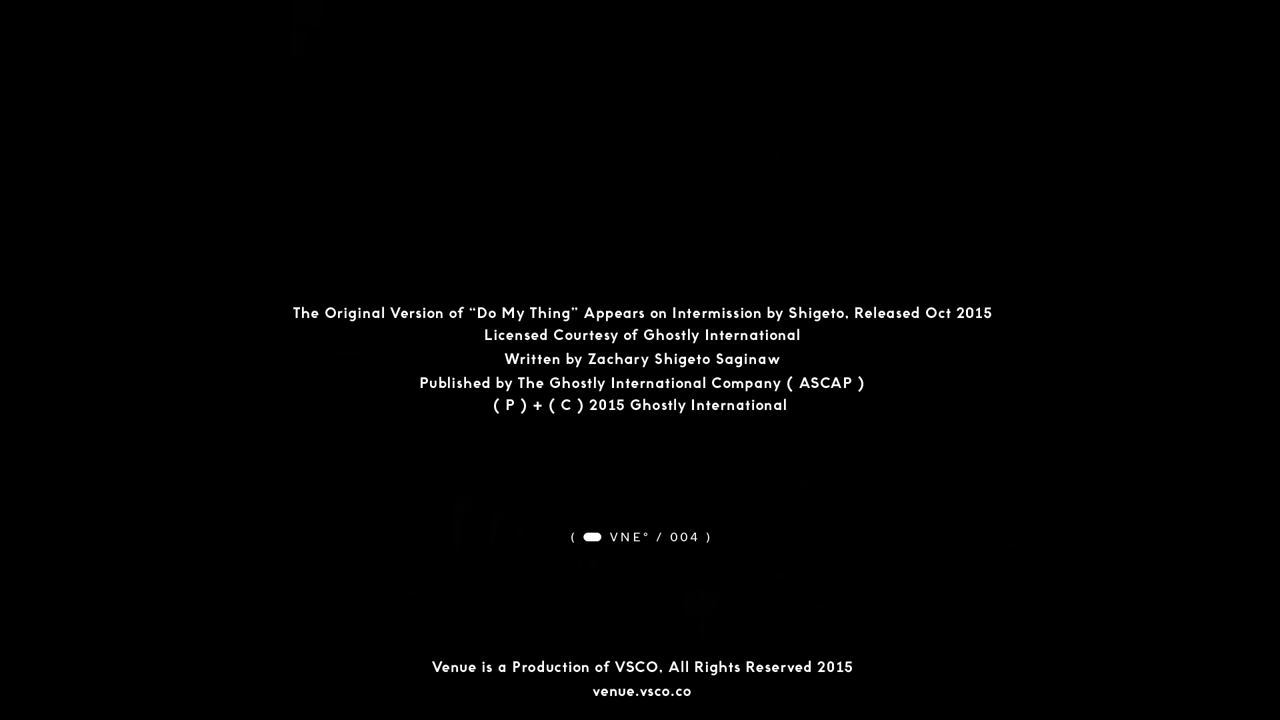 The Original Version of “Do My Thing” Appears on Intermission by Shigeto, Released Oct 2015
Licensed Courtesy of Ghostly International
Written by Zachary Shigeto Saginaw
Published by The Ghostly International Company ( ASCAP )
( P ) + ( C ) 2015 Ghostly International
( VNE° / 004 )
Venue is a Production of VSCO, All Rights Reserved 2015
venue.vsco.co